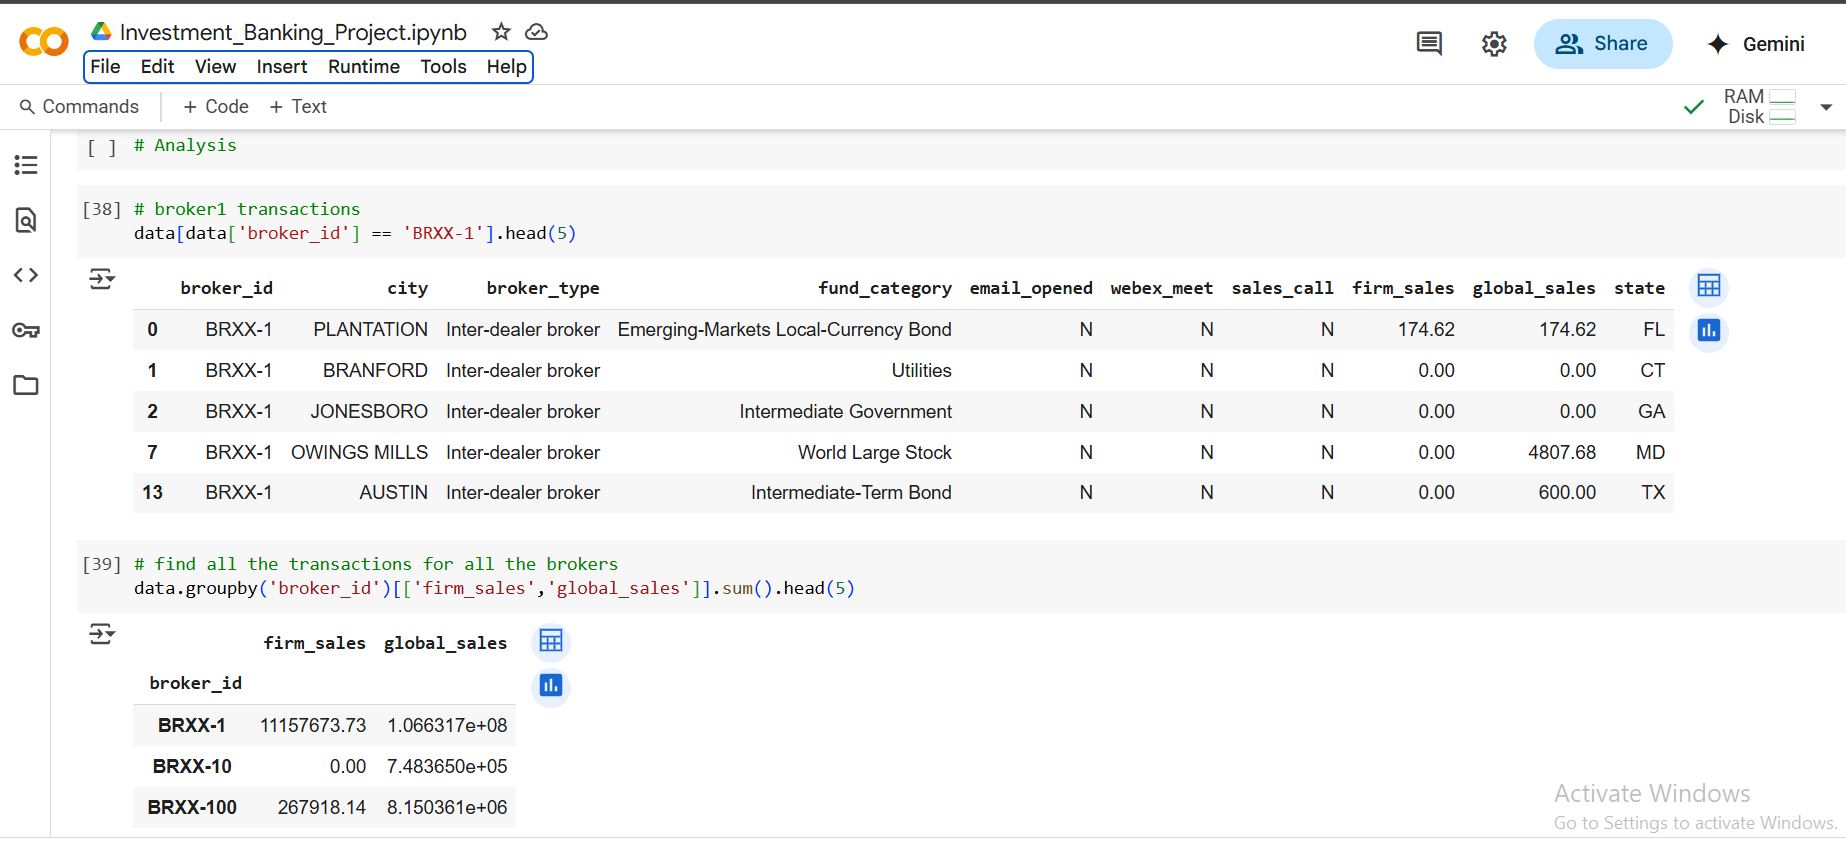 Investment_Banking_Project.ipynb
File Edit View Insert Runtime Tools Help
Share
Gemini
Commands + Code + Text
RAM
Disk
[ ] # Analysis
[38] # broker1 transactions
data[data['broker_id'] == 'BRXX-1'].head(5)
broker_id city broker_type fund_category email_opened webex_meet sales_call firm_sales global_sales state
0 BRXX-1 PLANTATION Inter-dealer broker Emerging-Markets Local-Currency Bond N N N 174.62 174.62 FL
1 BRXX-1 BRANFORD Inter-dealer broker Utilities N N N 0.00 0.00 CT
2 BRXX-1 JONESBORO Inter-dealer broker Intermediate Government N N N 0.00 0.00 GA
7 BRXX-1 OWINGS MILLS Inter-dealer broker World Large Stock N N N 0.00 4807.68 MD
13 BRXX-1 AUSTIN Inter-dealer broker Intermediate-Term Bond N N N 0.00 600.00 TX
[39] # find all the transactions for all the brokers
data.groupby('broker_id')[['firm_sales','global_sales']].sum().head(5)
firm_sales global_sales
broker_id
BRXX-1 11157673.73 1.066317e+08
BRXX-10 0.00 7.483650e+05
BRXX-100 267918.14 8.150361e+06
Activate Windows
Go to Settings to activate Windows.